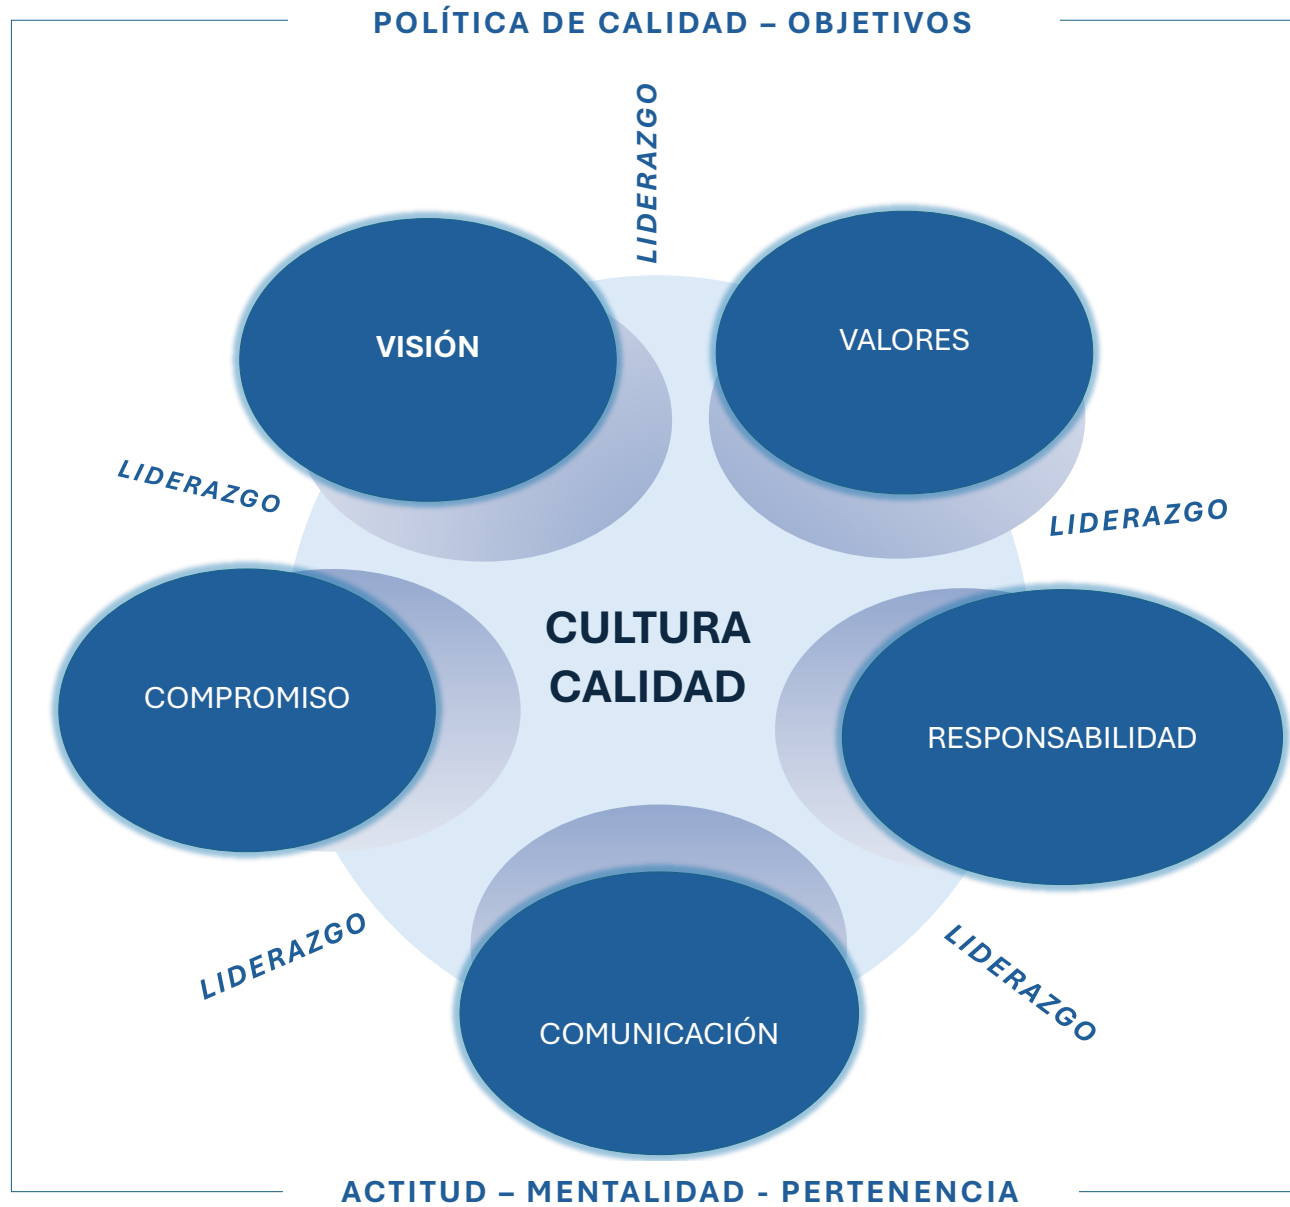 POLÍTICA DE CALIDAD – OBJETIVOS
LIDERAZGO
VISIÓN
VALORES
LIDERAZGO
LIDERAZGO
CULTURA
CALIDAD
COMPROMISO
RESPONSABILIDAD
LIDERAZGO
LIDERAZGO
COMUNICACIÓN
ACTITUD – MENTALIDAD - PERTENENCIA